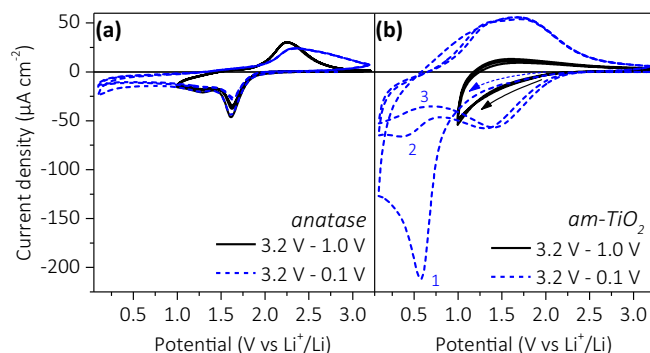 (a)
(b)
50
0
-50
-100
-150
-200
Current density (µA cm⁻²)
anatase
3.2 V - 1.0 V
3.2 V - 0.1 V
3
2
1
am-TiO₂
3.2 V - 1.0 V
3.2 V - 0.1 V
0.5 1.0 1.5 2.0 2.5 3.0
0.5 1.0 1.5 2.0 2.5 3.0
Potential (V vs Li⁺/Li)
Potential (V vs Li⁺/Li)